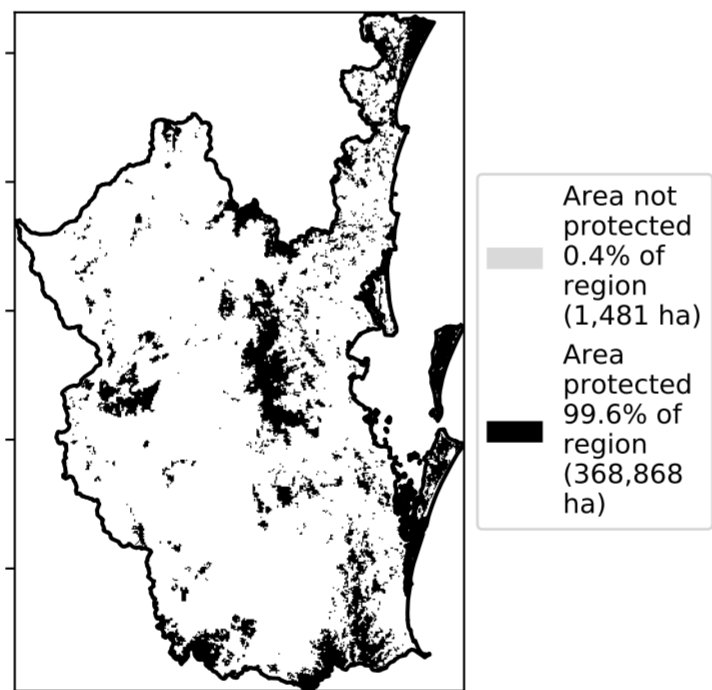 Area not
protected
0.4% of
region
(1,481 ha)
Area
protected
99.6% of
region
(368,868
ha)